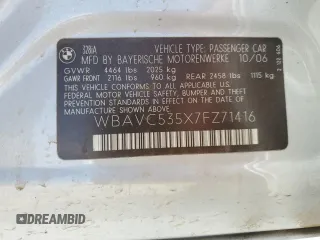 328iA
VEHICLE TYPE: PASSENGER CAR
MFD BY BAYERISCHE MOTORENWERKE 10/06
GVWR 4464 lbs 2025 kg
GAWR FRONT 2116 lbs 960 kg REAR 2458 lbs 1115 kg
THIS VEHICLE CONFORMS TO ALL APPLICABLE FEDERAL
MOTOR VEHICLE SAFETY, BUMPER AND THEFT PREVENTION
STANDARDS IN EFFECT ON THE DATE OF
MANUFACTURE SHOWN ABOVE.
WBAVC535X7FZ71416
DREAMBID
DREAMBID